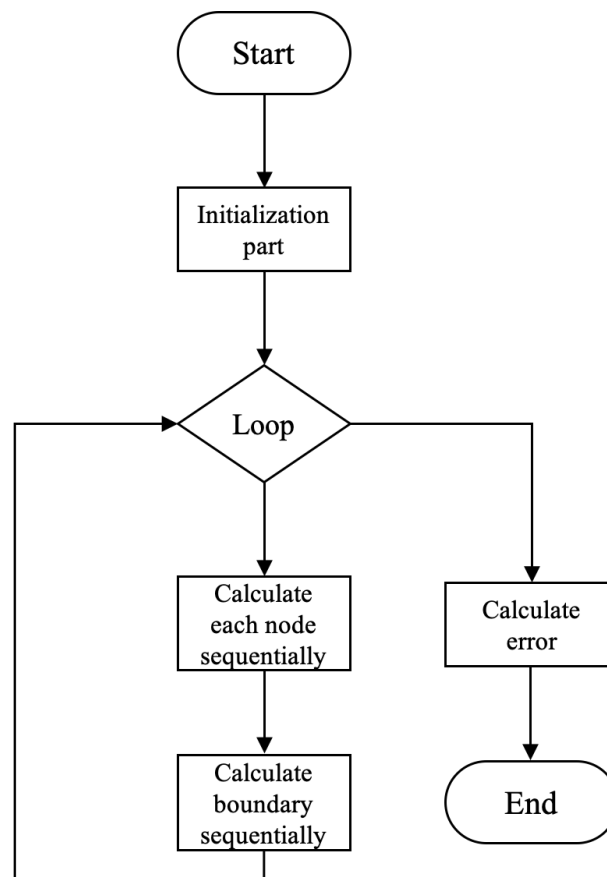 Start
Initialization
part
Loop
Calculate
each node
sequentially
Calculate
boundary
sequentially
Calculate
error
End